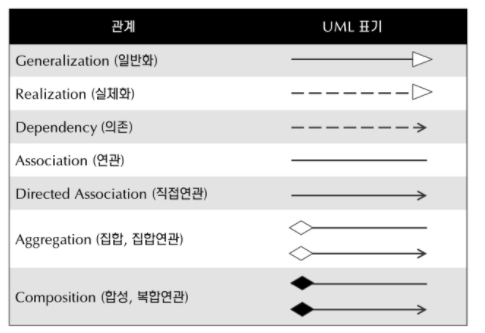 관계 UML 표기
Generalization (일반화)
Realization (실체화)
Dependency (의존)
Association (연관)
Directed Association (직접연관)
Aggregation (집합, 집합연관)
Composition (합성, 복합연관)